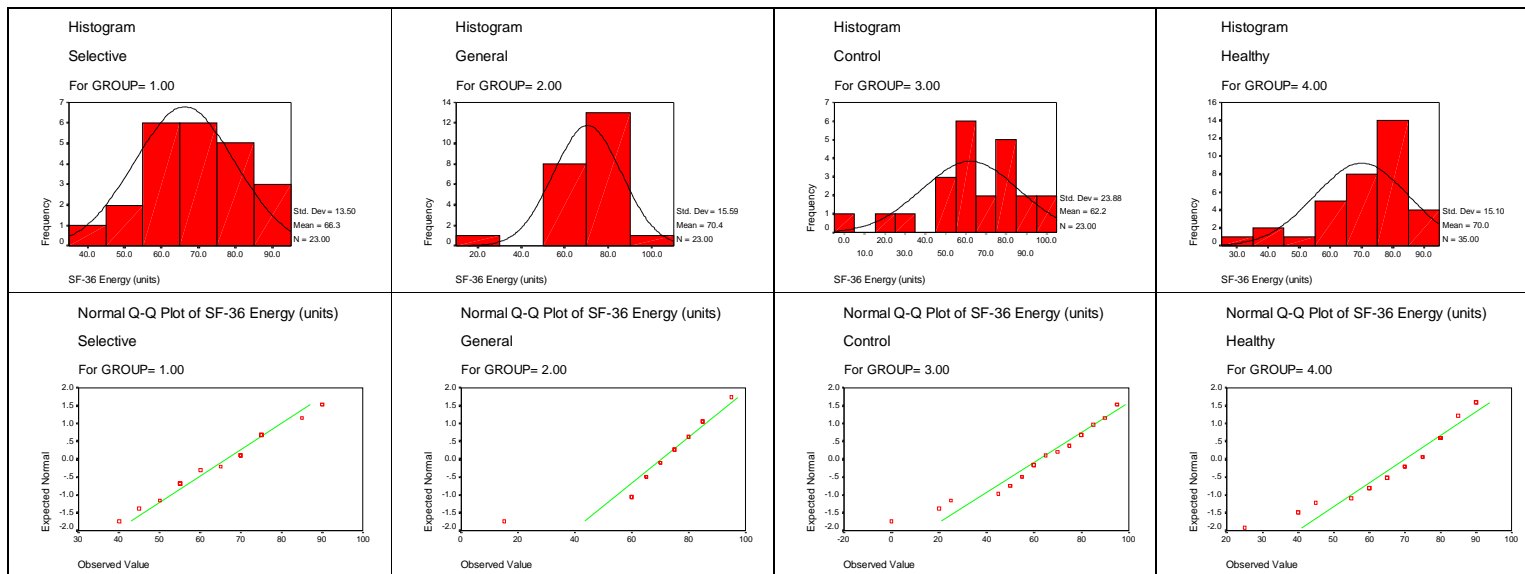 Histogram
Selective
For GROUP= 1.00
7
6
5
4
3
2
1
0
Frequency
40.0 50.0 60.0 70.0 80.0 90.0
Std. Dev = 13.50
Mean = 66.3
N = 23.00
SF-36 Energy (units)
Histogram
General
For GROUP= 2.00
14
12
10
8
6
4
2
0
Frequency
20.0 40.0 60.0 80.0 100.0
Std. Dev = 15.59
Mean = 70.4
N = 23.00
SF-36 Energy (units)
Histogram
Control
For GROUP= 3.00
7
6
5
4
3
2
1
0
Frequency
0.0 20.0 40.0 60.0 80.0 100.0
10.0 30.0 50.0 70.0 90.0
Std. Dev = 23.88
Mean = 62.2
N = 23.00
SF-36 Energy (units)
Histogram
Healthy
For GROUP= 4.00
16
14
12
10
8
6
4
2
0
Frequency
30.0 40.0 50.0 60.0 70.0 80.0 90.0
Std. Dev = 15.10
Mean = 70.0
N = 35.00
SF-36 Energy (units)
Normal Q-Q Plot of SF-36 Energy (units)
Selective
For GROUP= 1.00
2.0
1.5
1.0
.5
0.0
-.5
-1.0
-1.5
-2.0
Expected Normal
30 40 50 60 70 80 90 100
Observed Value
Normal Q-Q Plot of SF-36 Energy (units)
General
For GROUP= 2.00
2.0
1.5
1.0
.5
0.0
-.5
-1.0
-1.5
-2.0
Expected Normal
0 20 40 60 80 100
Observed Value
Normal Q-Q Plot of SF-36 Energy (units)
Control
For GROUP= 3.00
2.0
1.5
1.0
.5
0.0
-.5
-1.0
-1.5
-2.0
Expected Normal
-20 0 20 40 60 80 100
Observed Value
Normal Q-Q Plot of SF-36 Energy (units)
Healthy
For GROUP= 4.00
2.0
1.5
1.0
.5
0.0
-.5
-1.0
-1.5
-2.0
Expected Normal
20 30 40 50 60 70 80 90 100
Observed Value